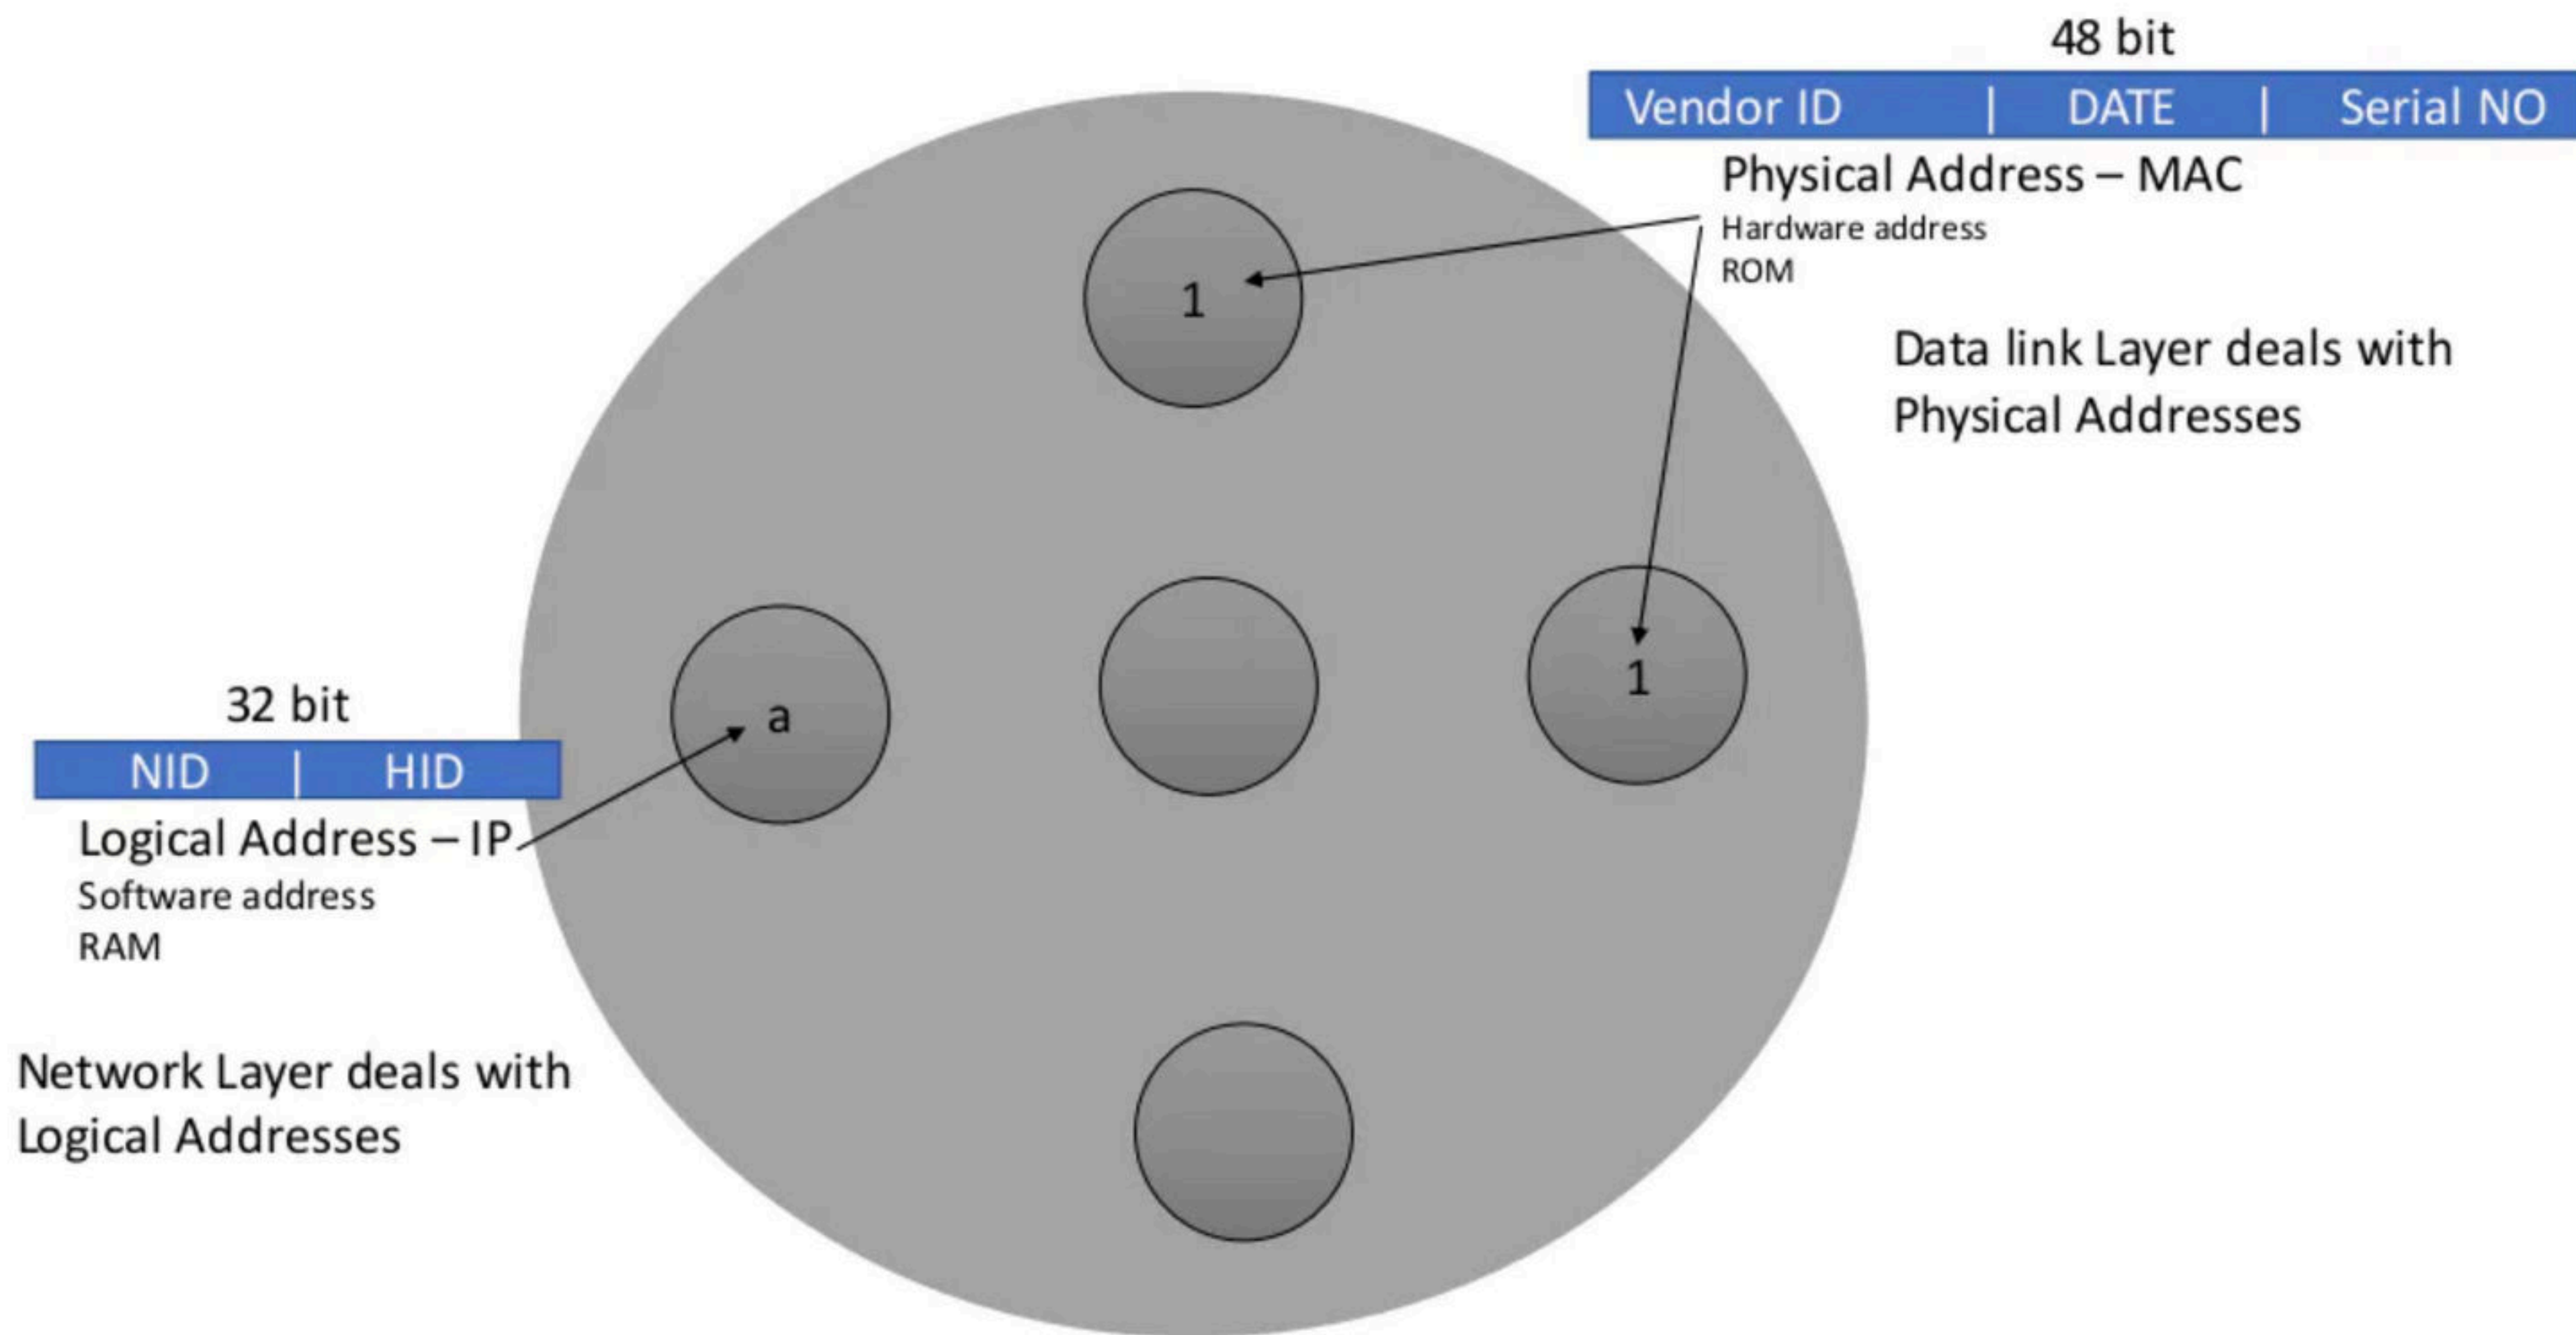 48 bit
Vendor ID | DATE | Serial NO
Physical Address – MAC
Hardware address
ROM
1
Data link Layer deals with
Physical Addresses
1
a
32 bit
NID | HID
Logical Address – IP
Software address
RAM
Network Layer deals with
Logical Addresses